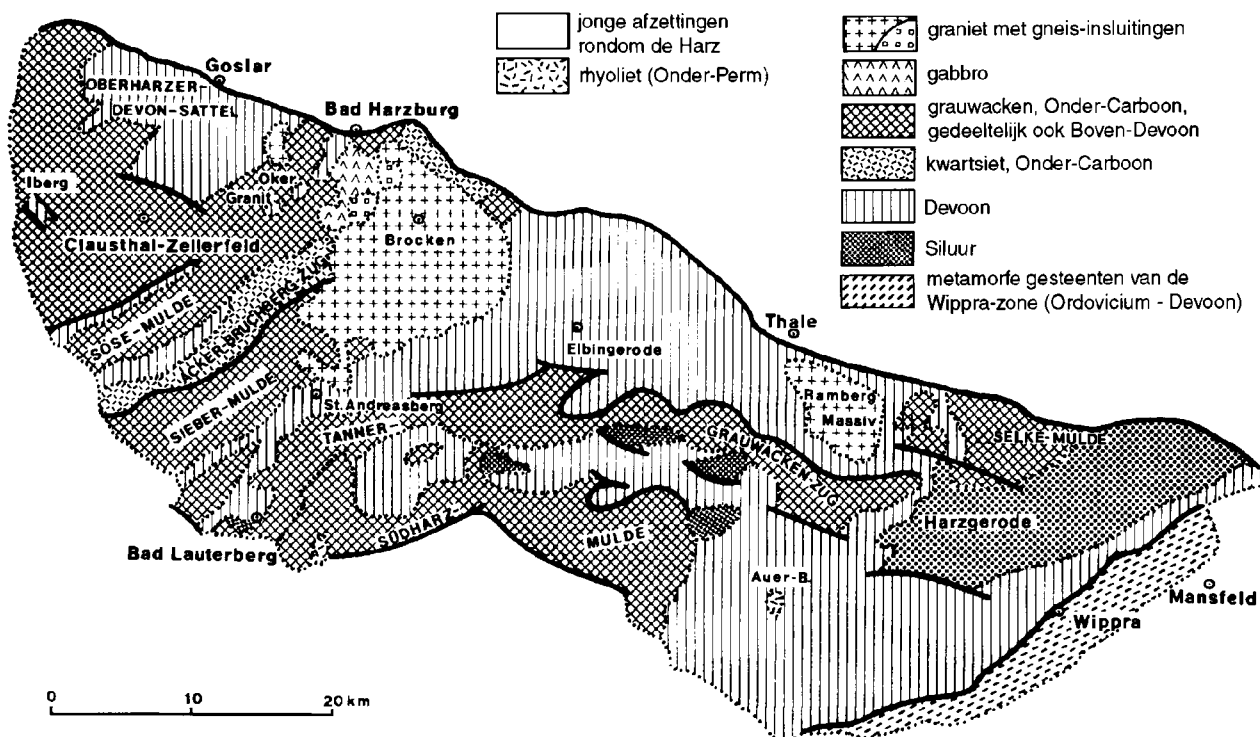 jonge afzettingen
rondom de Harz
rhyoliet (Onder-Perm)
graniet met gneis-insluitingen
gabbro
grauwacken, Onder-Carboon,
gedeeltelijk ook Boven-Devoon
kwartsiet, Onder-Carboon
Devoon
Siluur
metamorfe gesteenten van de
Wippra-zone (Ordovicium - Devoon)
Goslar
OBERHARZER-
DEVON-SATTEL
Bad Harzburg
Iberg
Oker
Granit
Clausthal-Zellerfeld
Brocken
SÖSE-MULDE
ACKER-BRUCHBERG-ZUG
Elbingerode
Thale
SIEBER-MULDE
St. Andreasberg
TANNER-
GRAUWACKEN-ZUG
Ramberg
Massiv
SELKE-MULDE
SÜDHARZ-
MULDE
Harzgerode
Bad Lauterberg
Auer-B.
Mansfeld
Wippra
0 10 20 km